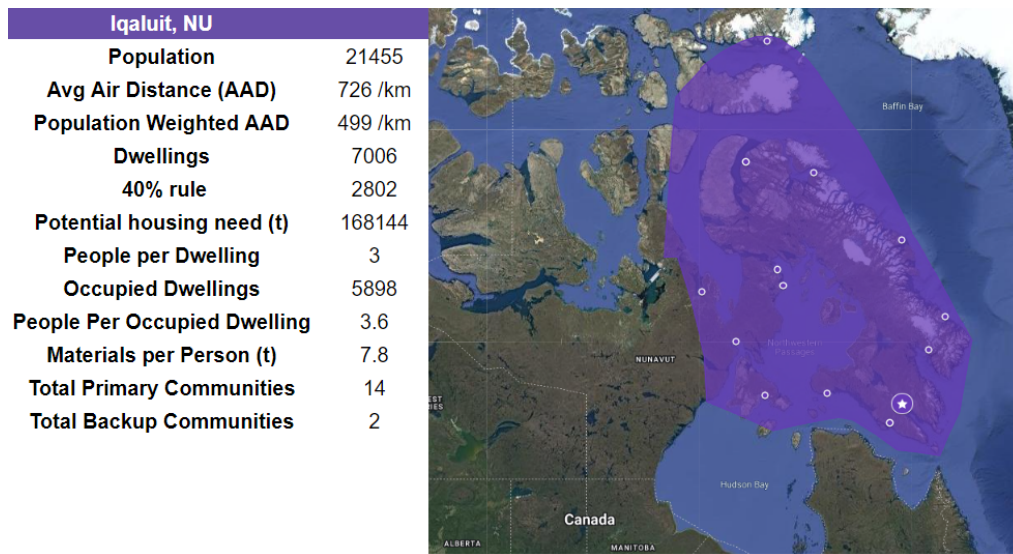 Iqaluit, NU
Population 21455
Avg Air Distance (AAD) 726 /km
Population Weighted AAD 499 /km
Dwellings 7006
40% rule 2802
Potential housing need (t) 168144
People per Dwelling 3
Occupied Dwellings 5898
People Per Occupied Dwelling 3.6
Materials per Person (t) 7.8
Total Primary Communities 14
Total Backup Communities 2
Baffin Bay
Northwestern
Passages
NUNAVUT
Hudson Bay
Canada
ALBERTA
MANITOBA